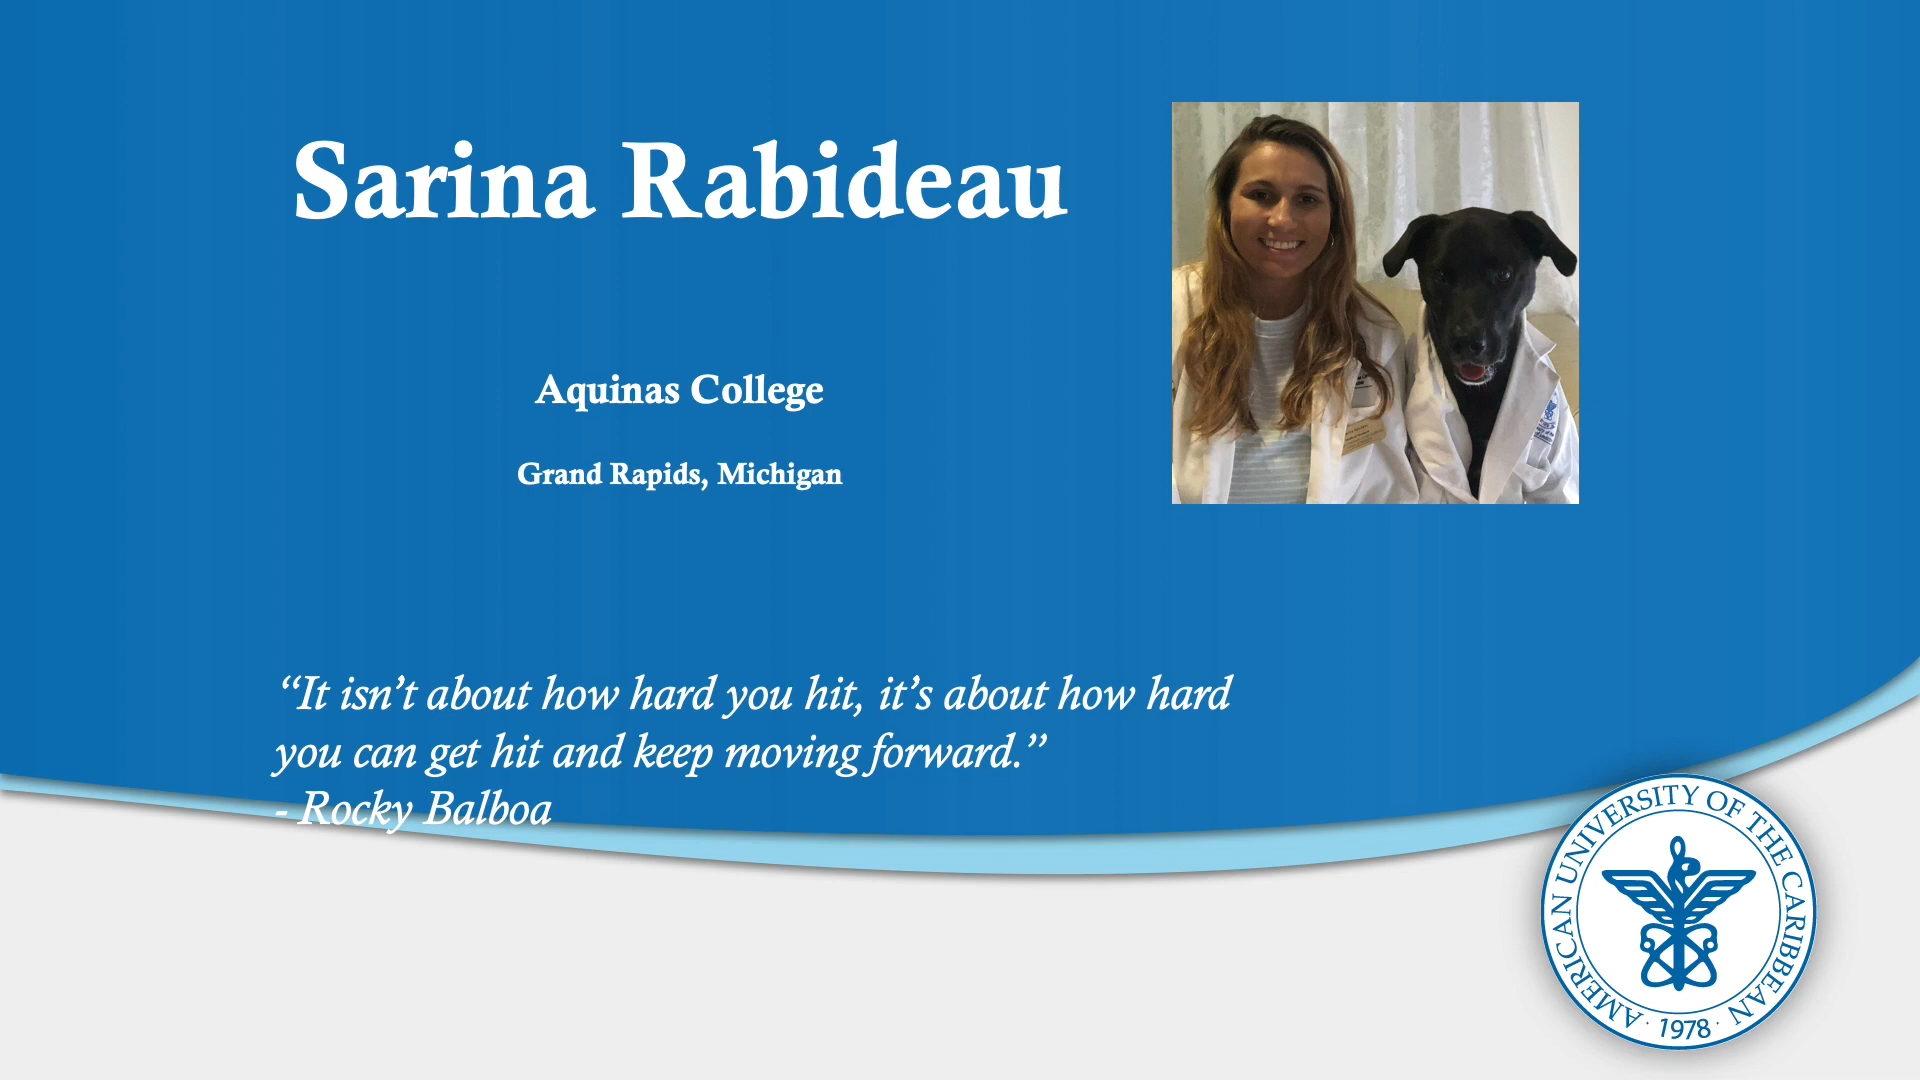 Sarina Rabideau
Aquinas College
Grand Rapids, Michigan
“It isn’t about how hard you hit, it’s about how hard
you can get hit and keep moving forward.”
- Rocky Balboa
AMERICAN UNIVERSITY OF THE CARIBBEAN
· 1978 ·